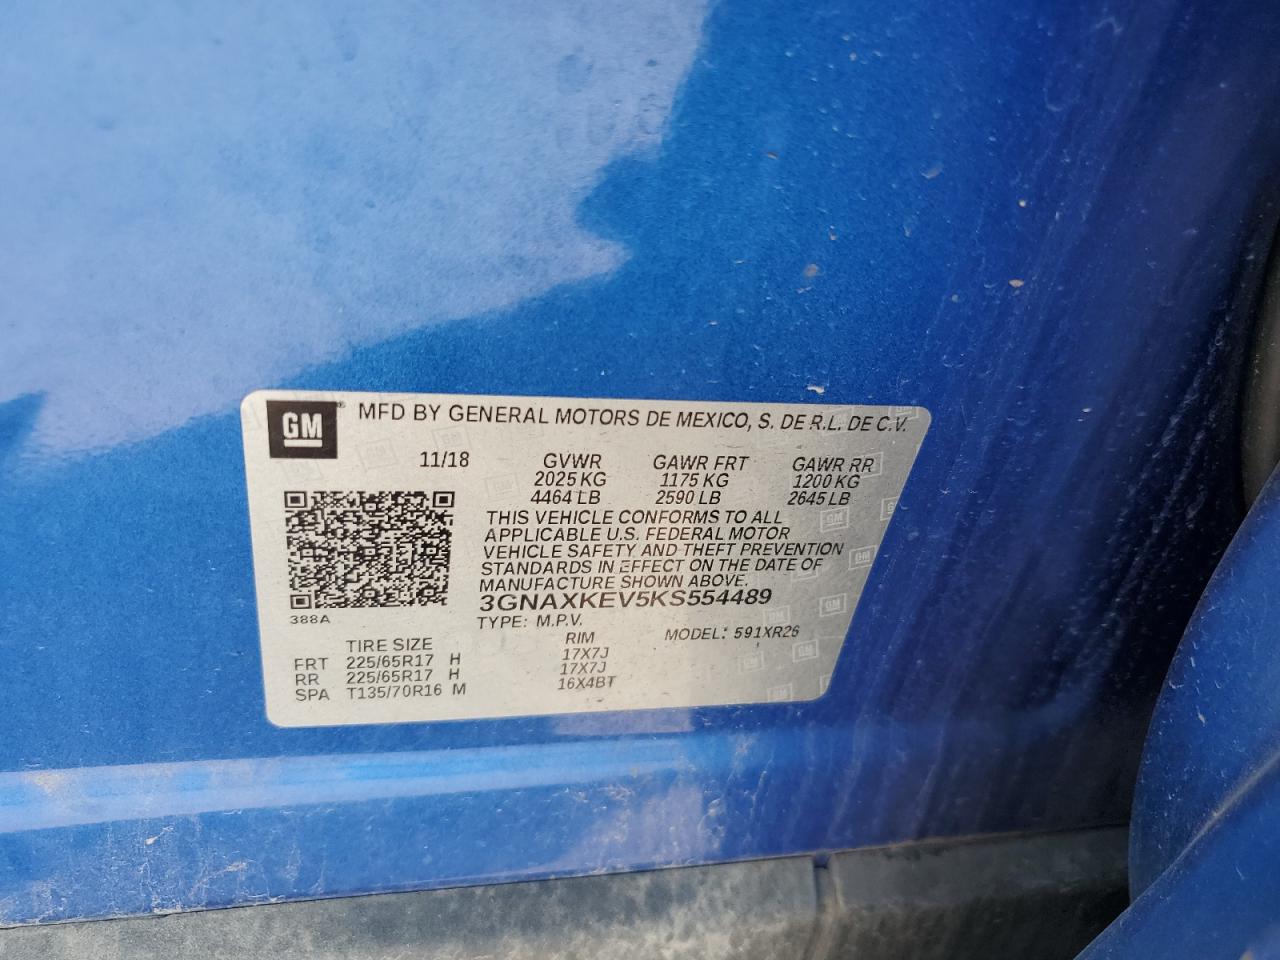 GM ® MFD BY GENERAL MOTORS DE MEXICO, S. DE R.L. DE C.V.
11/18 GVWR GAWR FRT GAWR RR
2025 KG 1175 KG 1200 KG
4464 LB 2590 LB 2645 LB
THIS VEHICLE CONFORMS TO ALL
APPLICABLE U.S. FEDERAL MOTOR
VEHICLE SAFETY AND THEFT PREVENTION
STANDARDS IN EFFECT ON THE DATE OF
MANUFACTURE SHOWN ABOVE.
3GNAXKEV5KS554489
388A
TYPE: M.P.V. MODEL: 591XR26
TIRE SIZE RIM
FRT 225/65R17 H 17X7J
RR 225/65R17 H 17X7J
SPA T135/70R16 M 16X4BT